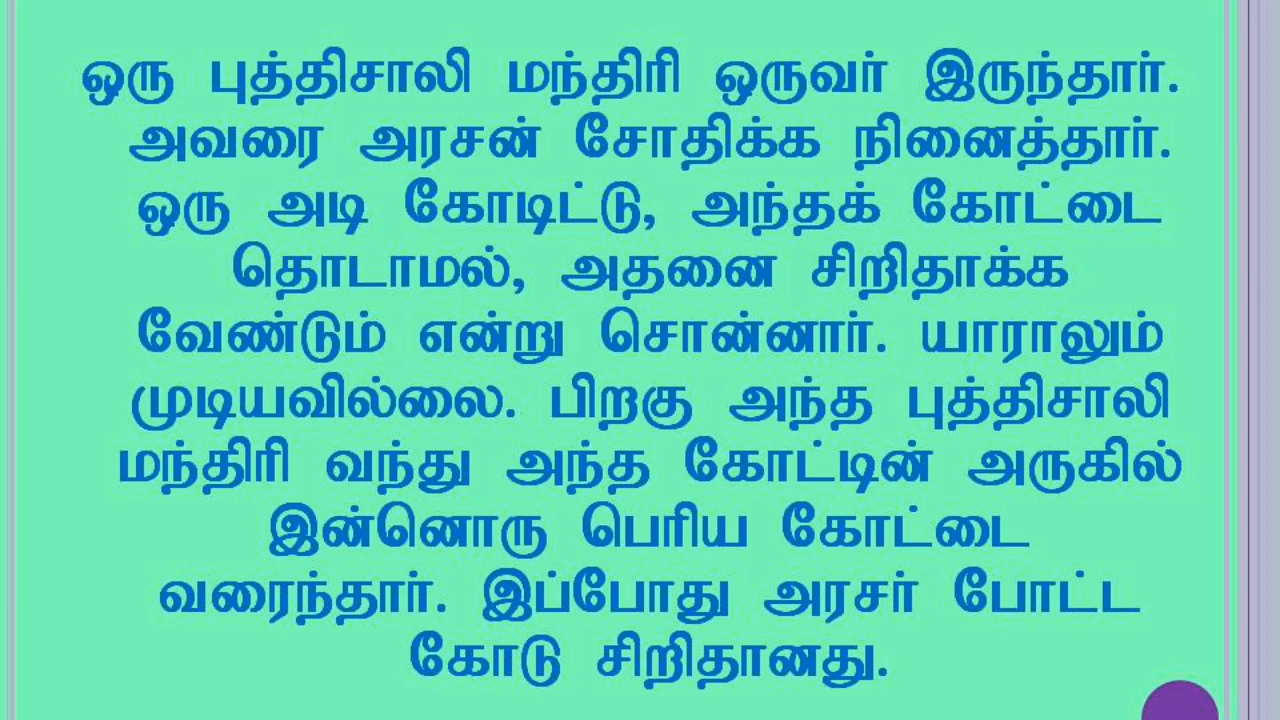 ஒரு புத்திசாலி மந்திரி ஒருவர் இருந்தார்.
அவரை அரசன் சோதிக்க நினைத்தார்.
ஒரு அடி கோடிட்டு, அந்தக் கோட்டை
தொடாமல், அதனை சிறிதாக்க
வேண்டும் என்று சொன்னார். யாராலும்
முடியவில்லை. பிறகு அந்த புத்திசாலி
மந்திரி வந்து அந்த கோட்டின் அருகில்
இன்னொரு பெரிய கோட்டை
வரைந்தார். இப்போது அரசர் போட்ட
கோடு சிறிதானது.